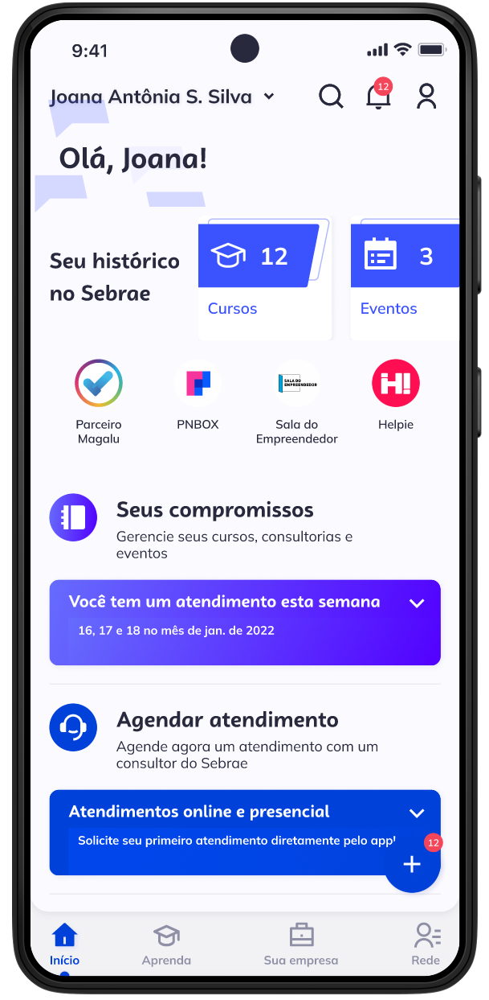 9:41
Joana Antônia S. Silva
12
Olá, Joana!
Seu histórico
no Sebrae
12
Cursos
3
Eventos
SALA DO
EMPREENDEDOR
H!
Parceiro
Magalu
PNBOX
Sala do
Empreendedor
Helpie
Seus compromissos
Gerencie seus cursos, consultorias e
eventos
Você tem um atendimento esta semana
16, 17 e 18 no mês de jan. de 2022
Agendar atendimento
Agende agora um atendimento com um
consultor do Sebrae
Atendimentos online e presencial
Solicite seu primeiro atendimento diretamente pelo app!
12
Início
Aprenda
Sua empresa
Rede